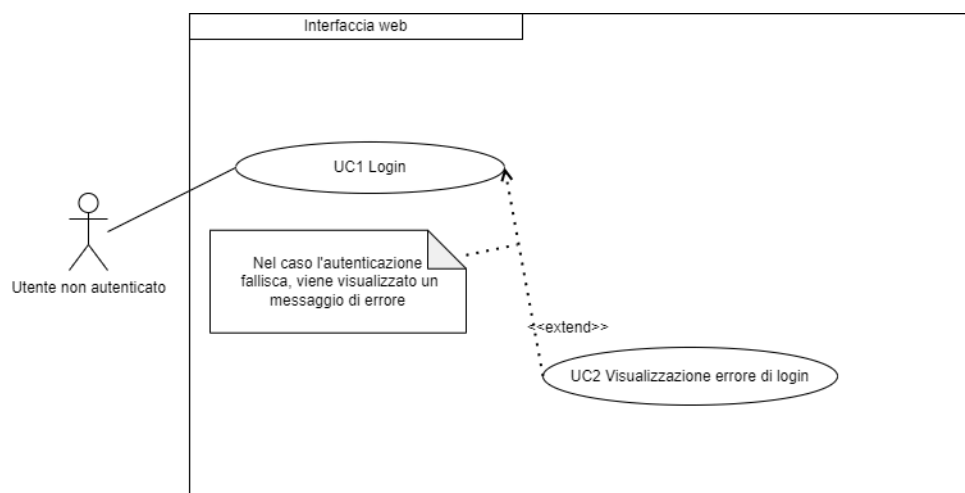 Interfaccia web
UC1 Login
Utente non autenticato
Nel caso l'autenticazione
fallisca, viene visualizzato un
messaggio di errore
<<extend>>
UC2 Visualizzazione errore di login